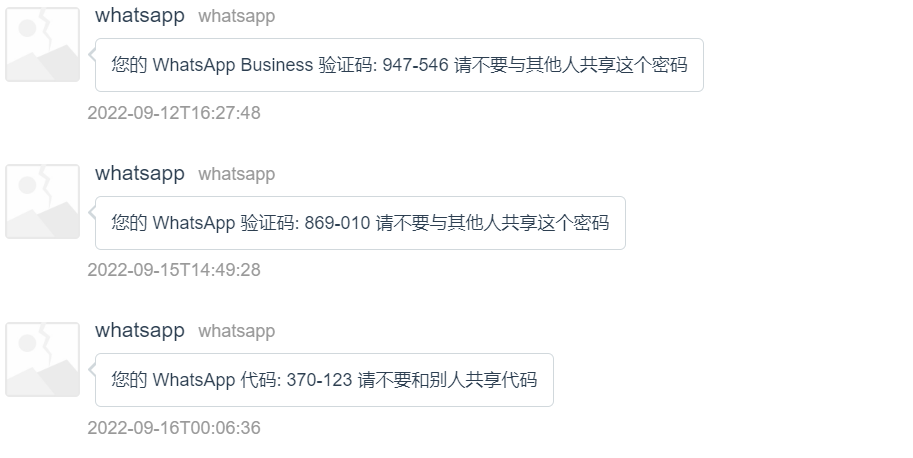 whatsapp whatsapp
您的 WhatsApp Business 验证码: 947-546 请不要与其他人共享这个密码
2022-09-12T16:27:48
whatsapp whatsapp
您的 WhatsApp 验证码: 869-010 请不要与其他人共享这个密码
2022-09-15T14:49:28
whatsapp whatsapp
您的 WhatsApp 代码: 370-123 请不要和别人共享代码
2022-09-16T00:06:36